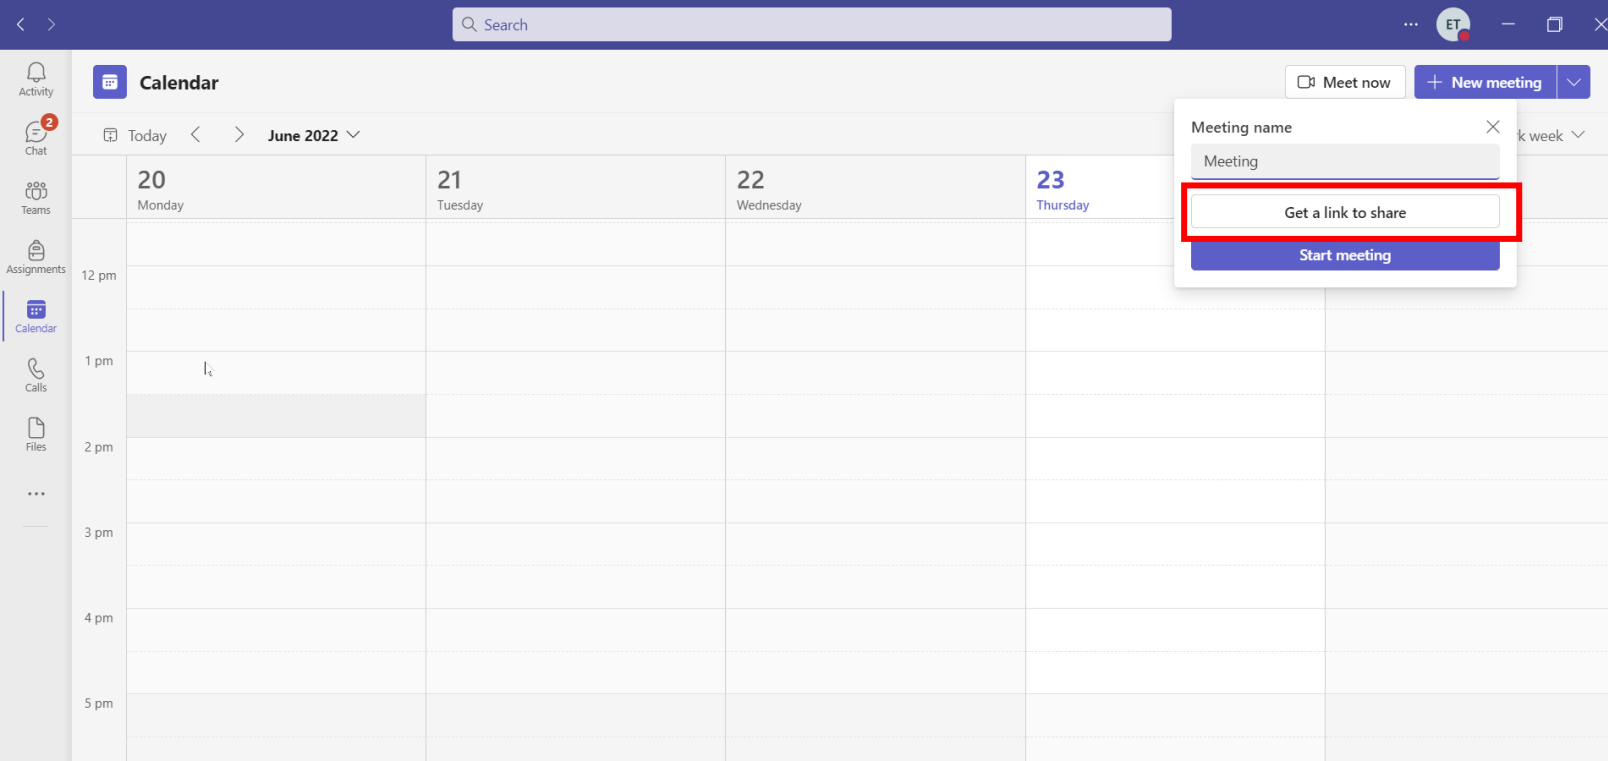 Search
ET
Activity
2
Chat
Teams
Assignments
Calendar
Calls
Files
Calendar
Meet now
New meeting
Today
June 2022
k week
Meeting name
Meeting
Get a link to share
Start meeting
20
Monday
21
Tuesday
22
Wednesday
23
Thursday
12 pm
1 pm
2 pm
3 pm
4 pm
5 pm